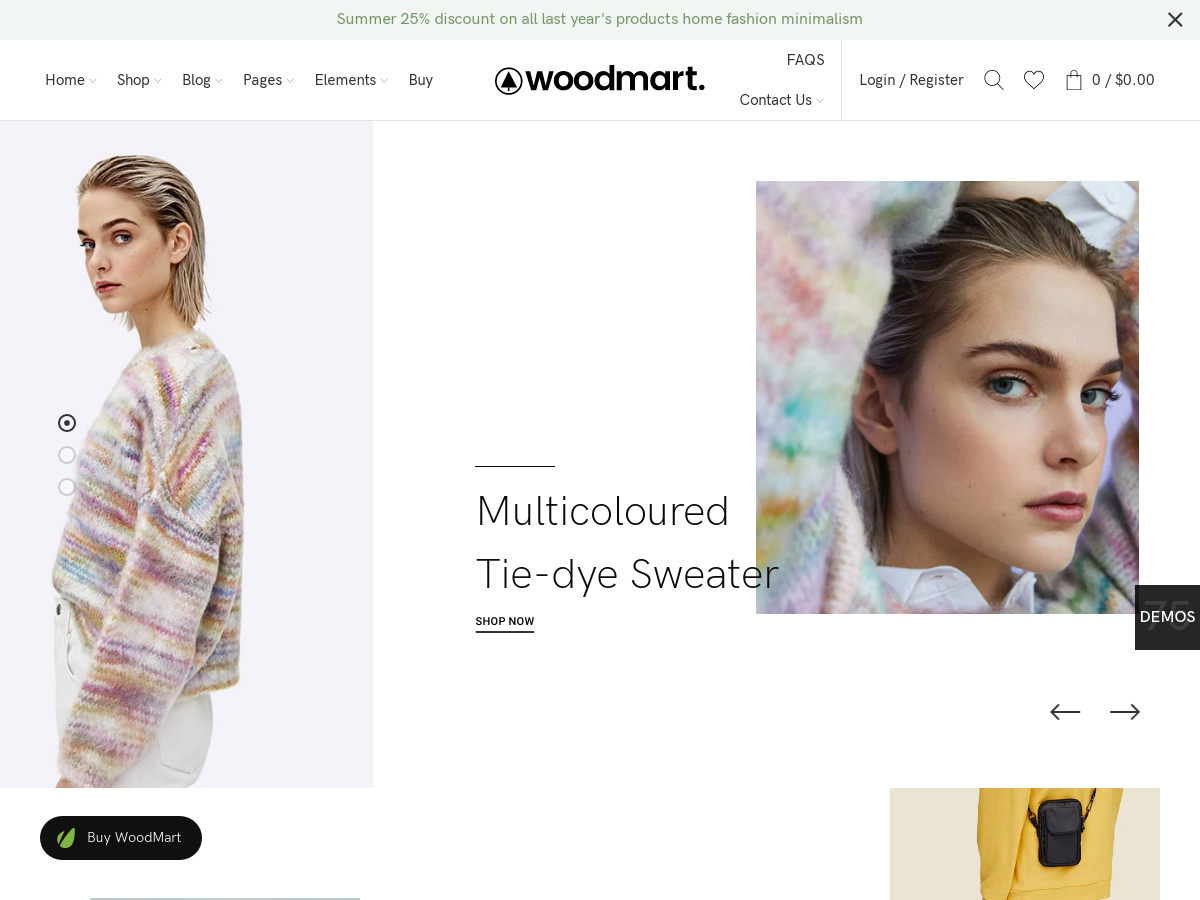 Summer 25% discount on all last year's products home fashion minimalism
Home
Shop
Blog
Pages
Elements
Buy
woodmart.
FAQS
Contact Us
Login / Register
0 / $0.00
Multicoloured
Tie-dye Sweater
SHOP NOW
75
DEMOS
Buy WoodMart